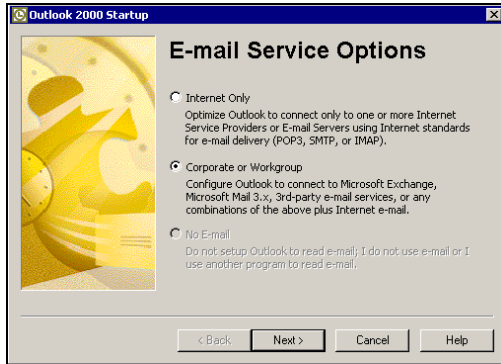 Outlook 2000 Startup
E-mail Service Options
Internet Only
Optimize Outlook to connect only to one or more Internet
Service Providers or E-mail Servers using Internet standards
for e-mail delivery (POP3, SMTP, or IMAP).
Corporate or Workgroup
Configure Outlook to connect to Microsoft Exchange,
Microsoft Mail 3.x, 3rd-party e-mail services, or any
combinations of the above plus Internet e-mail.
No E-mail
Do not setup Outlook to read e-mail; I do not use e-mail or I
use another program to read e-mail.
< Back Next > Cancel Help